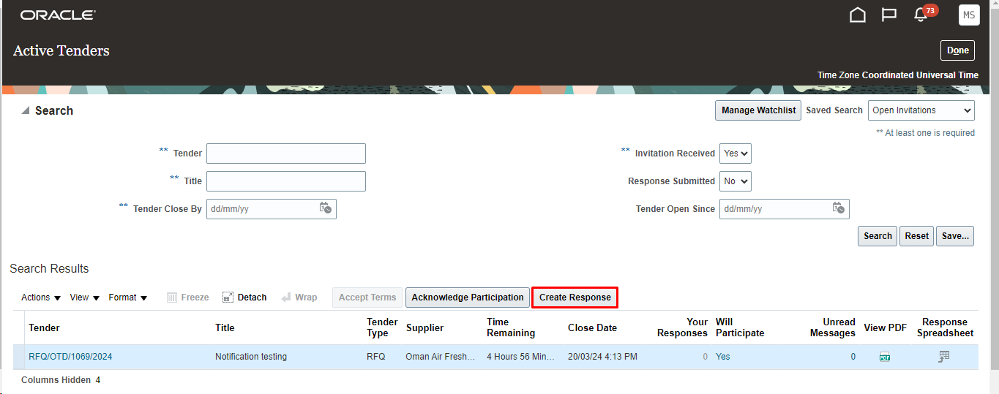 ORACLE
73
MS
Active Tenders
Done
Time Zone Coordinated Universal Time
Search
Manage Watchlist
Saved Search
Open Invitations
** At least one is required
** Tender
** Invitation Received
Yes
** Title
Response Submitted
No
** Tender Close By
dd/mm/yy
Tender Open Since
dd/mm/yy
Search
Reset
Save...
Search Results
Actions
View
Format
Freeze
Detach
Wrap
Accept Terms
Acknowledge Participation
Create Response
Tender
Title
Tender
Type
Supplier
Time
Remaining
Close Date
Your
Responses
Will
Participate
Unread
Messages
View PDF
Response
Spreadsheet
RFQ/OTD/1069/2024
Notification testing
RFQ
Oman Air Fresh...
4 Hours 56 Min...
20/03/24 4:13 PM
0
Yes
0
PDF
Columns Hidden 4